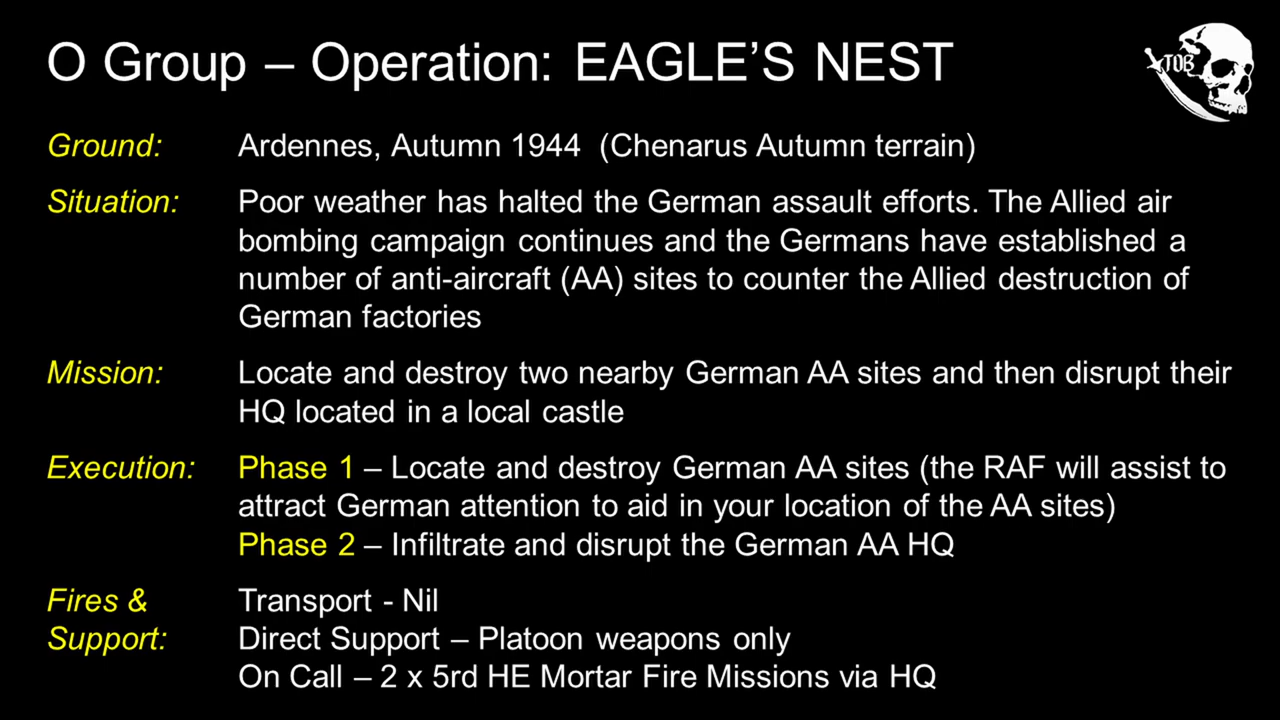 O Group – Operation: EAGLE’S NEST
TOB
Ground: Ardennes, Autumn 1944 (Chenarus Autumn terrain)
Situation: Poor weather has halted the German assault efforts. The Allied air
bombing campaign continues and the Germans have established a
number of anti-aircraft (AA) sites to counter the Allied destruction of
German factories
Mission: Locate and destroy two nearby German AA sites and then disrupt their
HQ located in a local castle
Execution: Phase 1 – Locate and destroy German AA sites (the RAF will assist to
attract German attention to aid in your location of the AA sites)
Phase 2 – Infiltrate and disrupt the German AA HQ
Fires & Transport - Nil
Support: Direct Support – Platoon weapons only
On Call – 2 x 5rd HE Mortar Fire Missions via HQ